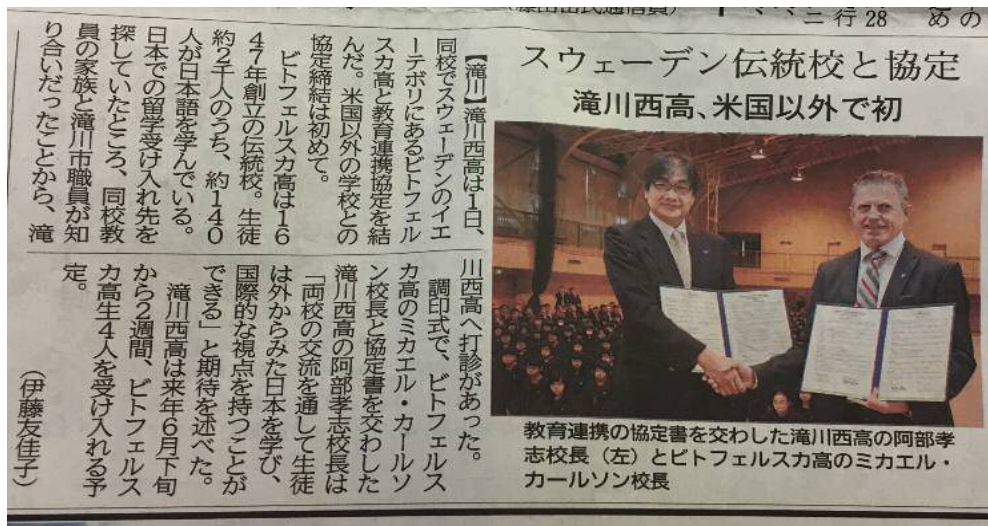 スウェーデン伝統校と協定
滝川西高、米国以外で初
【滝川】滝川西高は1日、
同校でスウェーデンのイエ
ーテボリにあるビトフェル
スカ高と教育連携協定を結
んだ。米国以外の学校との
協定締結は初めて。
ビトフェルスカ高は16
47年創立の伝統校。生徒
約2千人のうち、約140
人が日本語を学んでいる。
日本での留学受け入れ先を
探していたところ、同校教
員の家族と滝川市職員が知
り合いだったことから、滝
川西高へ打診があった。
調印式で、ビトフェルス
カ高のミカエル・カールソ
ン校長と協定書を交わした
滝川西高の阿部孝志校長は
「両校の交流を通して生徒
は外からみた日本を学び、
国際的な視点を持つことが
できる」と期待を述べた。
滝川西高は来年6月下旬
から2週間、ビトフェルス
カ高生4人を受け入れる予
定。
（伊藤友佳子）
教育連携の協定書を交わした滝川西高の阿部孝
志校長（左）とビトフェルスカ高のミカエル・
カールソン校長